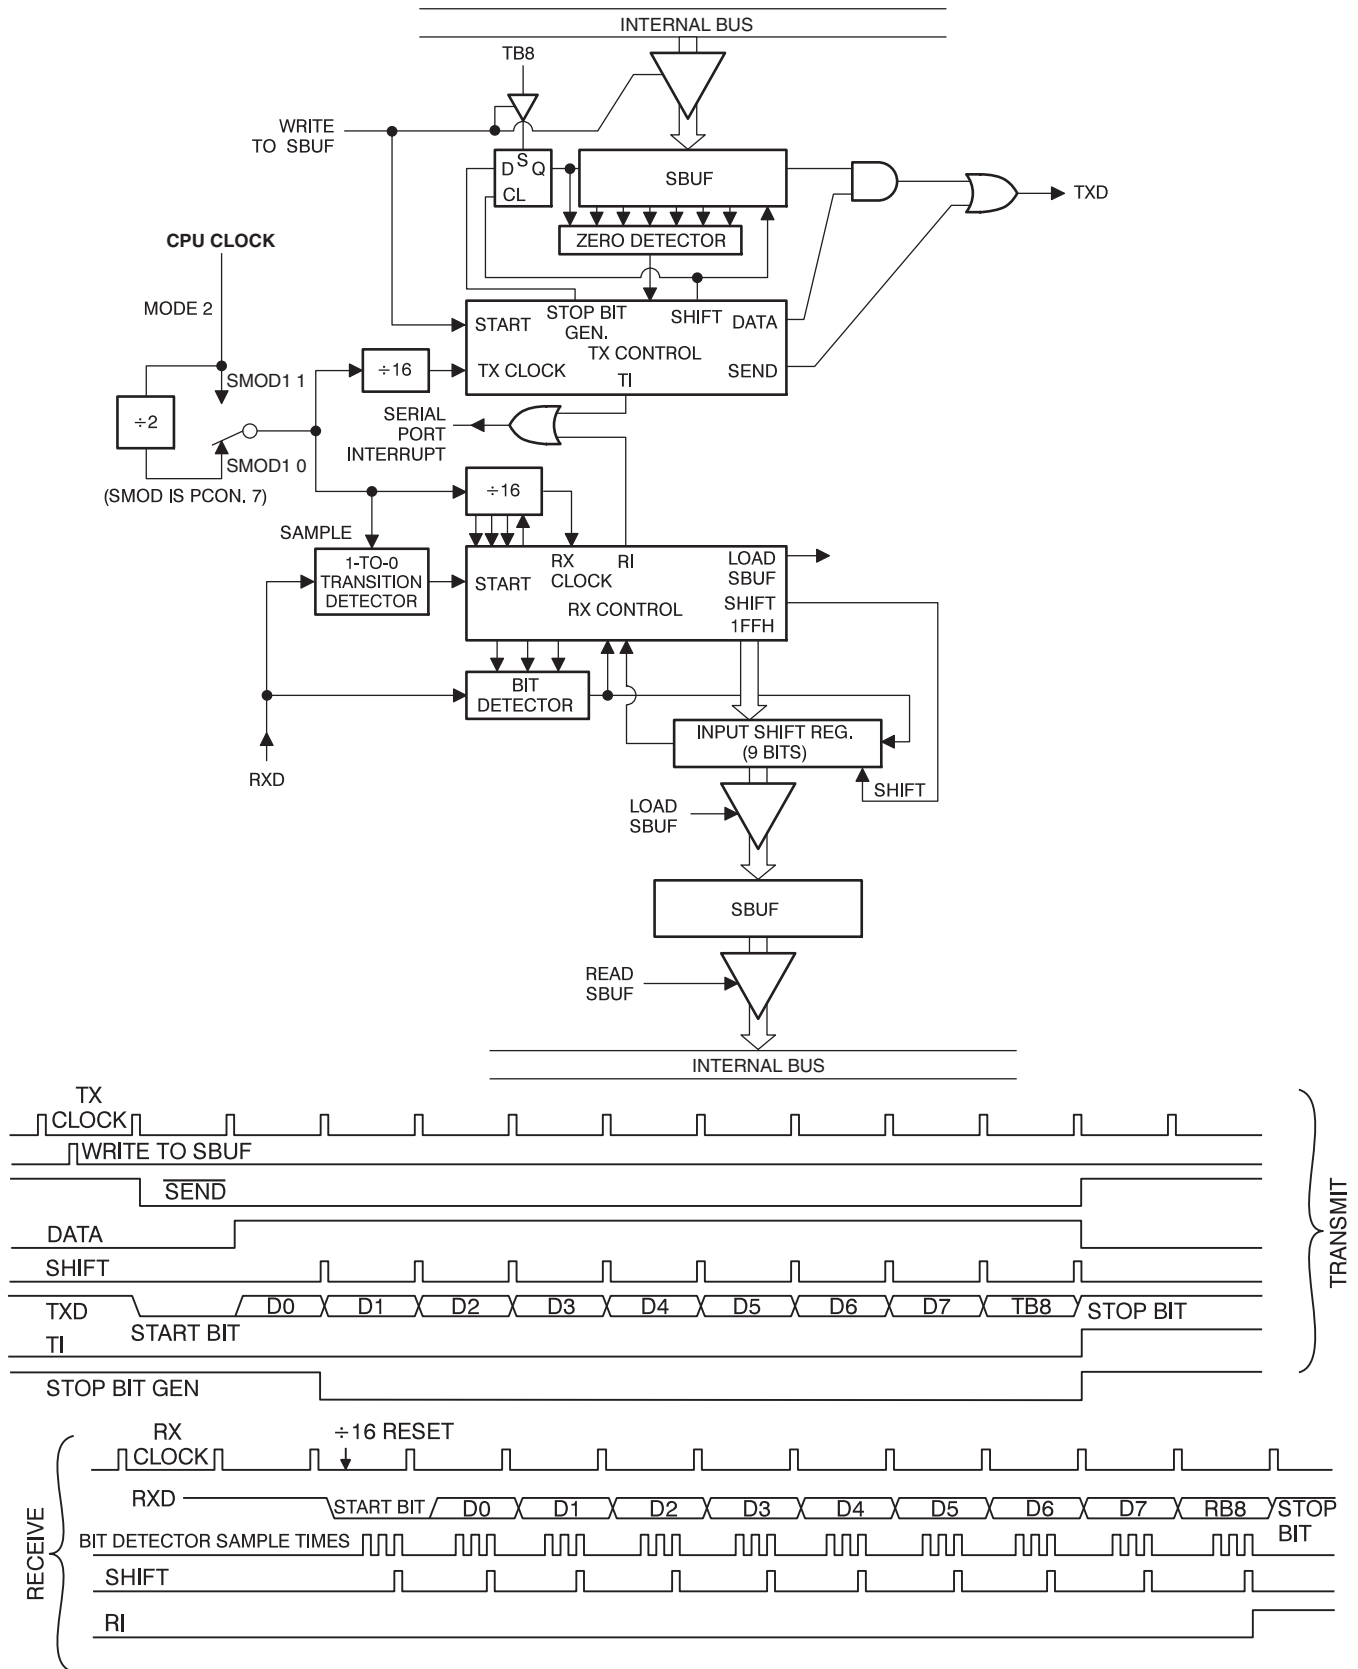 INTERNAL BUS
TB8
WRITE
TO SBUF
D S Q
CL
SBUF
TXD
ZERO DETECTOR
CPU CLOCK
MODE 2
STOP BIT
GEN.
SHIFT
DATA
START
TX CONTROL
÷16
TX CLOCK
TI
SEND
SMOD1 1
÷2
SERIAL
PORT
INTERRUPT
SMOD1 0
(SMOD IS PCON. 7)
÷16
SAMPLE
1-TO-0
TRANSITION
DETECTOR
START
RX
CLOCK
RI
LOAD
SBUF
RX CONTROL
SHIFT
1FFH
BIT
DETECTOR
INPUT SHIFT REG.
(9 BITS)
RXD
SHIFT
LOAD
SBUF
SBUF
READ
SBUF
INTERNAL BUS
TX
CLOCK
WRITE TO SBUF
SEND
DATA
SHIFT
TXD
START BIT
D0 D1 D2 D3 D4 D5 D6 D7 TB8
STOP BIT
TI
STOP BIT GEN
TRANSMIT
RX
CLOCK
÷16 RESET
RXD
START BIT
D0 D1 D2 D3 D4 D5 D6 D7 RB8
STOP
BIT
BIT DETECTOR SAMPLE TIMES
SHIFT
RI
RECEIVE